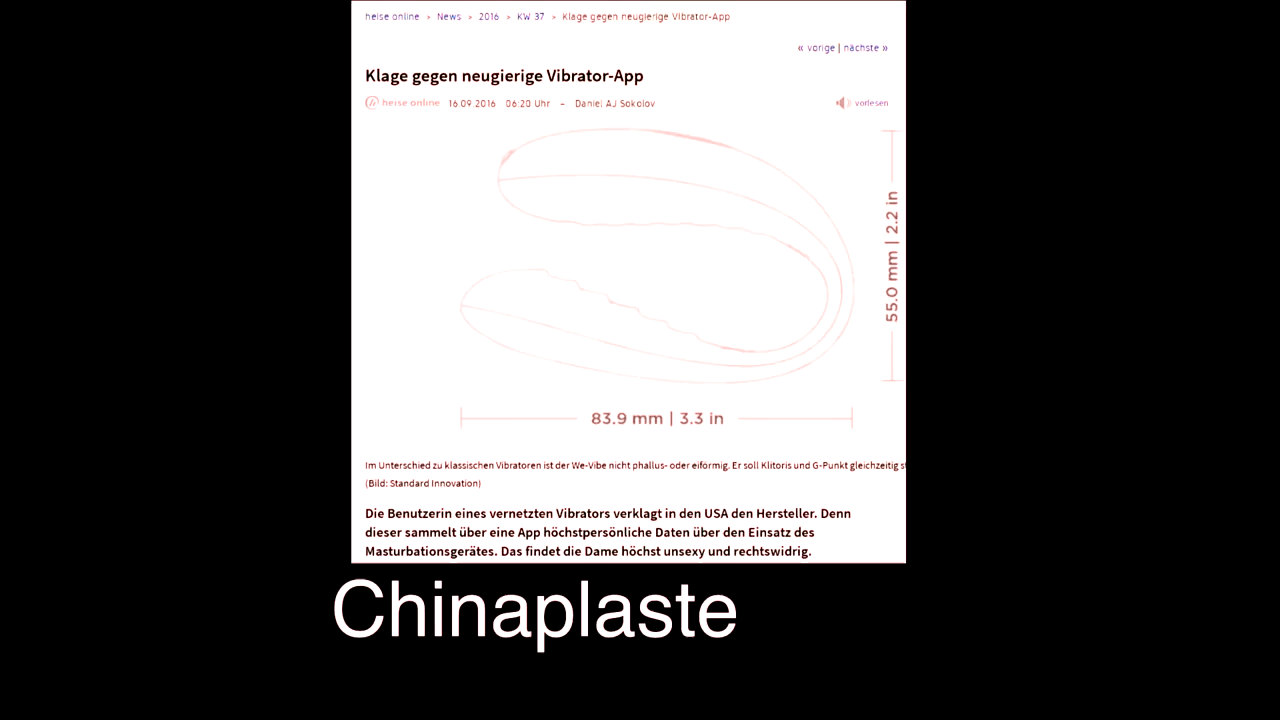 heise online > News > 2016 > KW 37 > Klage gegen neugierige Vibrator-App
« vorige | nächste »
Klage gegen neugierige Vibrator-App
heise online 16.09.2016 06:20 Uhr – Daniel AJ Sokolov vorlesen
55.0 mm | 2.2 in
83.9 mm | 3.3 in
Im Unterschied zu klassischen Vibratoren ist der We-Vibe nicht phallus- oder eiförmig. Er soll Klitoris und G-Punkt gleichzeitig
(Bild: Standard Innovation)
Die Benutzerin eines vernetzten Vibrators verklagt in den USA den Hersteller. Denn
dieser sammelt über eine App höchstpersönliche Daten über den Einsatz des
Masturbationsgerätes. Das findet die Dame höchst unsexy und rechtswidrig.
Chinaplaste